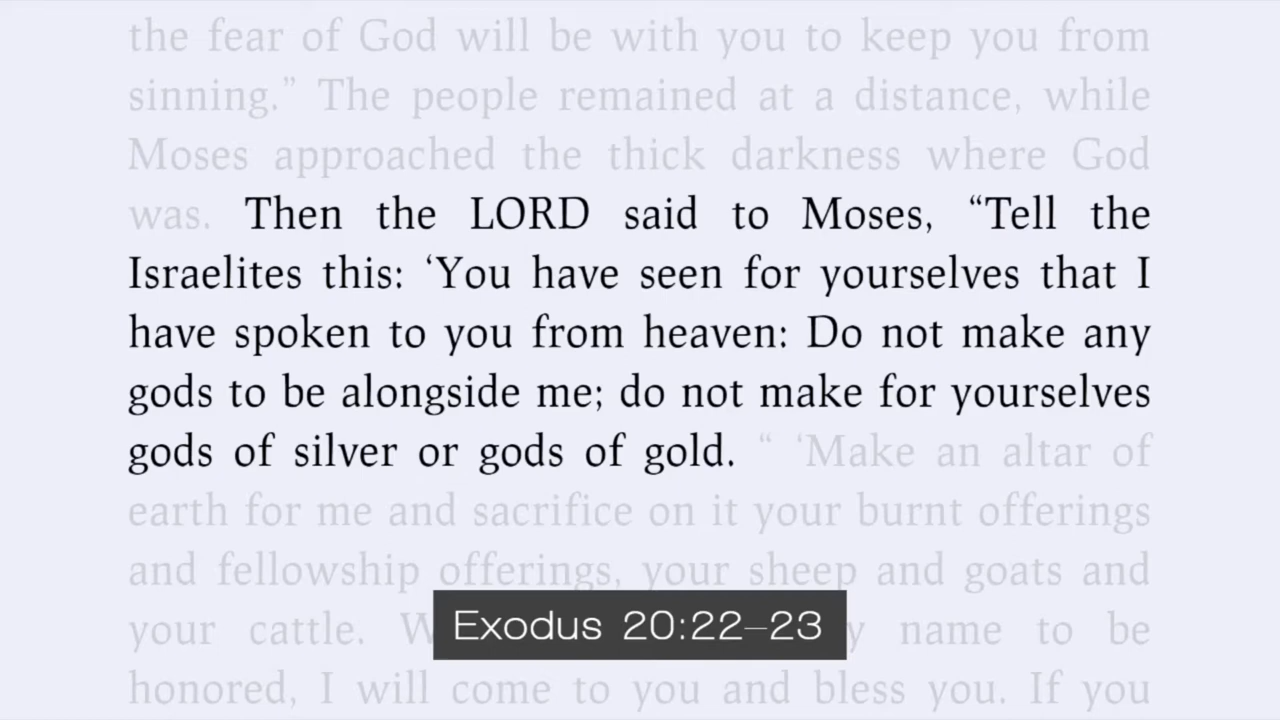 the fear of God will be with you to keep you from
sinning.” The people remained at a distance, while
Moses approached the thick darkness where God
was. Then the LORD said to Moses, “Tell the
Israelites this: ‘You have seen for yourselves that I
have spoken to you from heaven: Do not make any
gods to be alongside me; do not make for yourselves
gods of silver or gods of gold. “ ‘Make an altar of
earth for me and sacrifice on it your burnt offerings
and fellowship offerings, your sheep and goats and
your cattle. name to be
Exodus 20:22–23
honored, I will come to you and bless you. If you